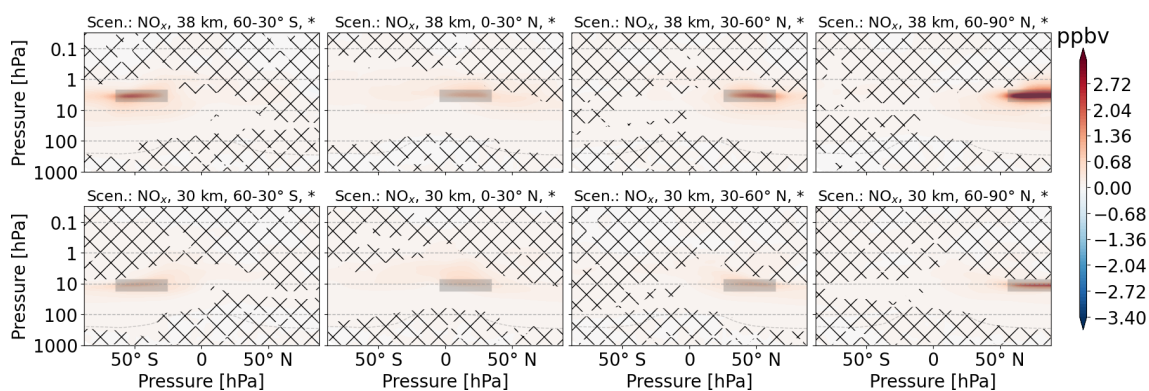 Scen.: NOₓ, 38 km, 60-30° S, *
Scen.: NOₓ, 38 km, 0-30° N, *
Scen.: NOₓ, 38 km, 30-60° N, *
Scen.: NOₓ, 38 km, 60-90° N, *
ppbv
Pressure [hPa]
0.1
1
10
100
1000
2.72
2.04
1.36
0.68
0.00
−0.68
−1.36
−2.04
−2.72
−3.40
Scen.: NOₓ, 30 km, 60-30° S, *
Scen.: NOₓ, 30 km, 0-30° N, *
Scen.: NOₓ, 30 km, 30-60° N, *
Scen.: NOₓ, 30 km, 60-90° N, *
Pressure [hPa]
0.1
1
10
100
1000
50° S 0 50° N
50° S 0 50° N
50° S 0 50° N
50° S 0 50° N
Pressure [hPa]
Pressure [hPa]
Pressure [hPa]
Pressure [hPa]